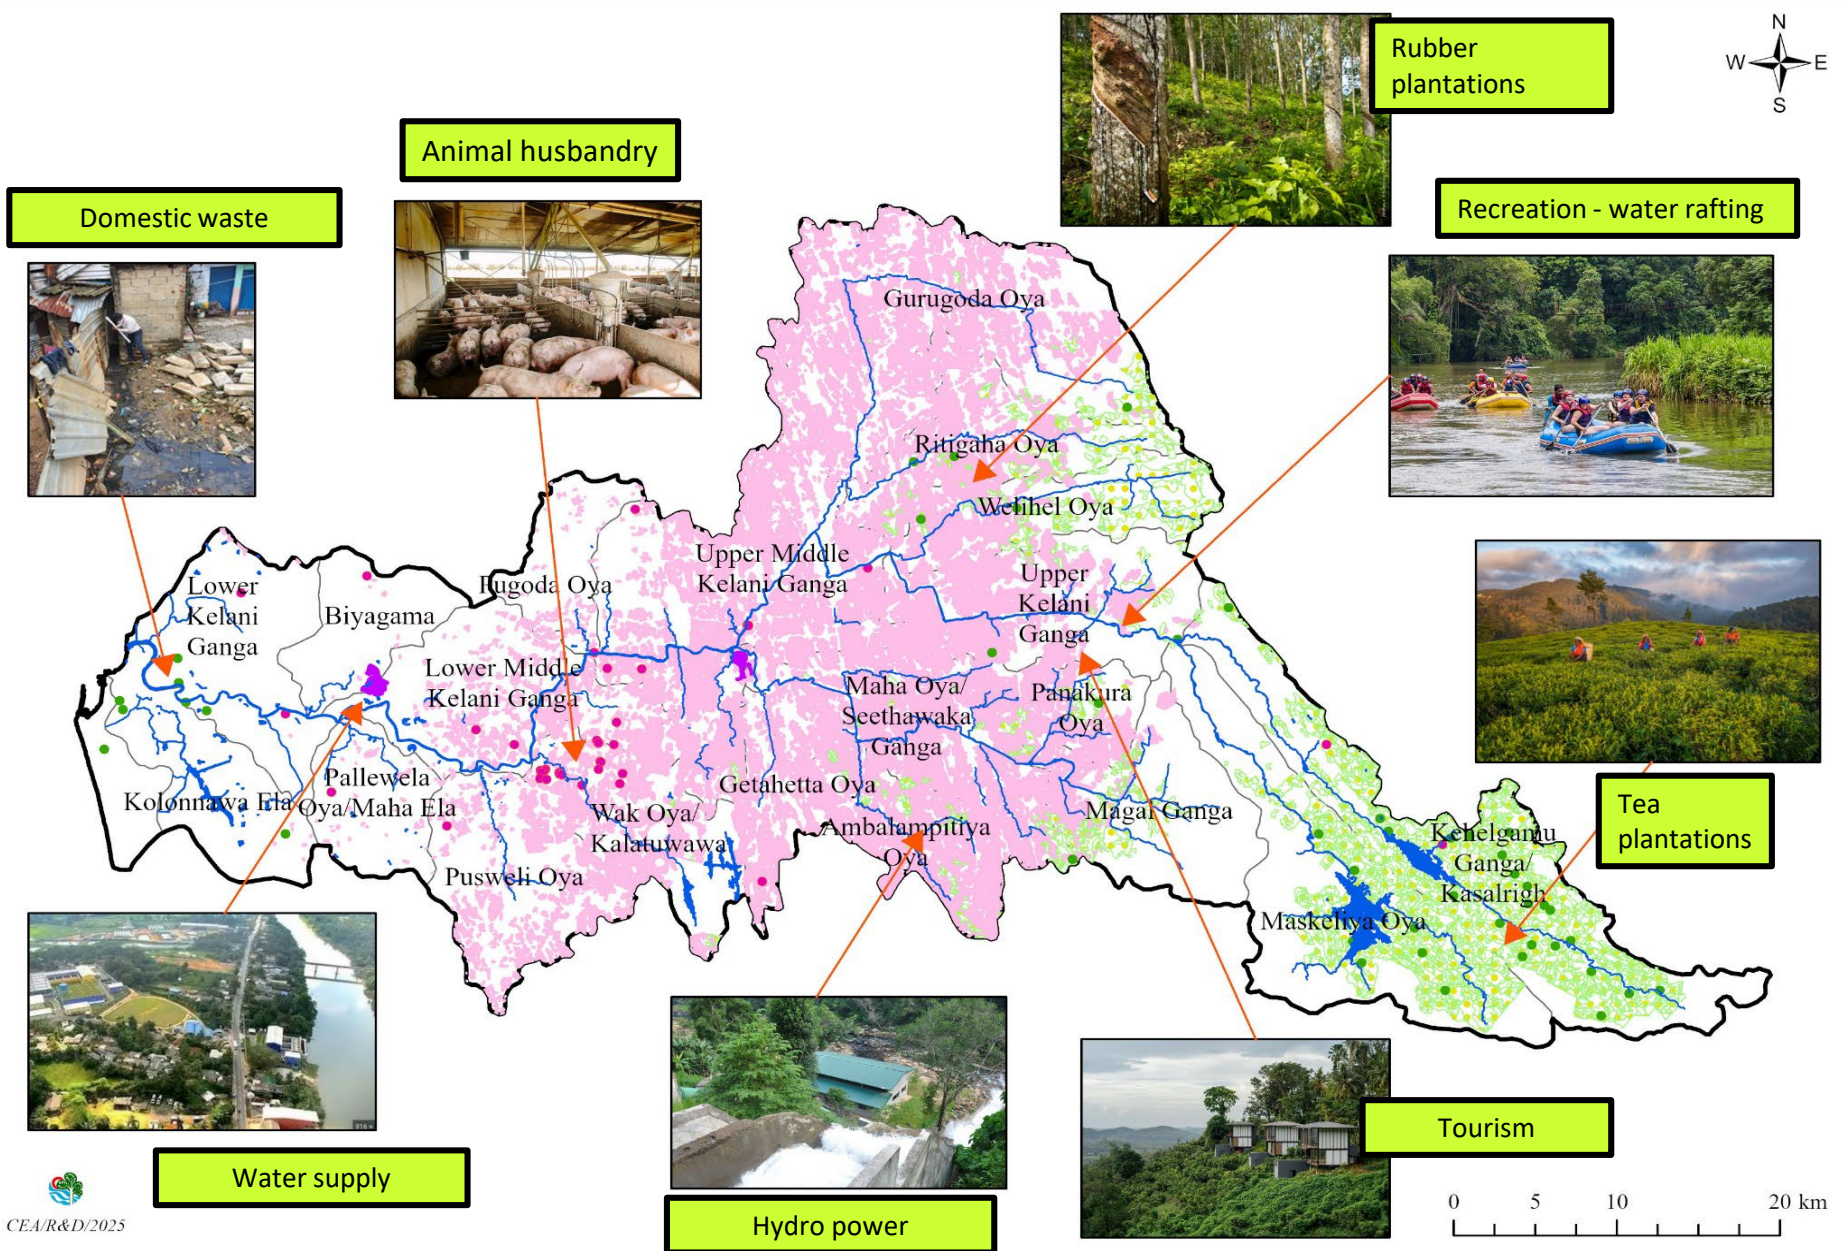 Rubber
plantations
N
W E
S
Animal husbandry
Domestic waste
Recreation - water rafting
Gurugoda Oya
Ritigaha Oya
Welihel Oya
Upper Middle
Kelani Ganga
Pugoda Oya
Lower
Kelani
Ganga
Biyagama
Upper
Kelani
Ganga
Lower Middle
Kelani Ganga
Maha Oya/
Seethawaka
Ganga
Panakura
Oya
Pallewela
Oya/Maha Ela
Kolonnawa Ela
Getahetta Oya
Wak Oya/
Kalatuwawa
Ambalampitiya
Oya
Magal Ganga
Pusweli Oya
Kehelgamu
Ganga/
Kasalrigh
Maskeliya Oya
Tea
plantations
Water supply
Hydro power
Tourism
0 5 10 20 km
CEA/R&D/2025